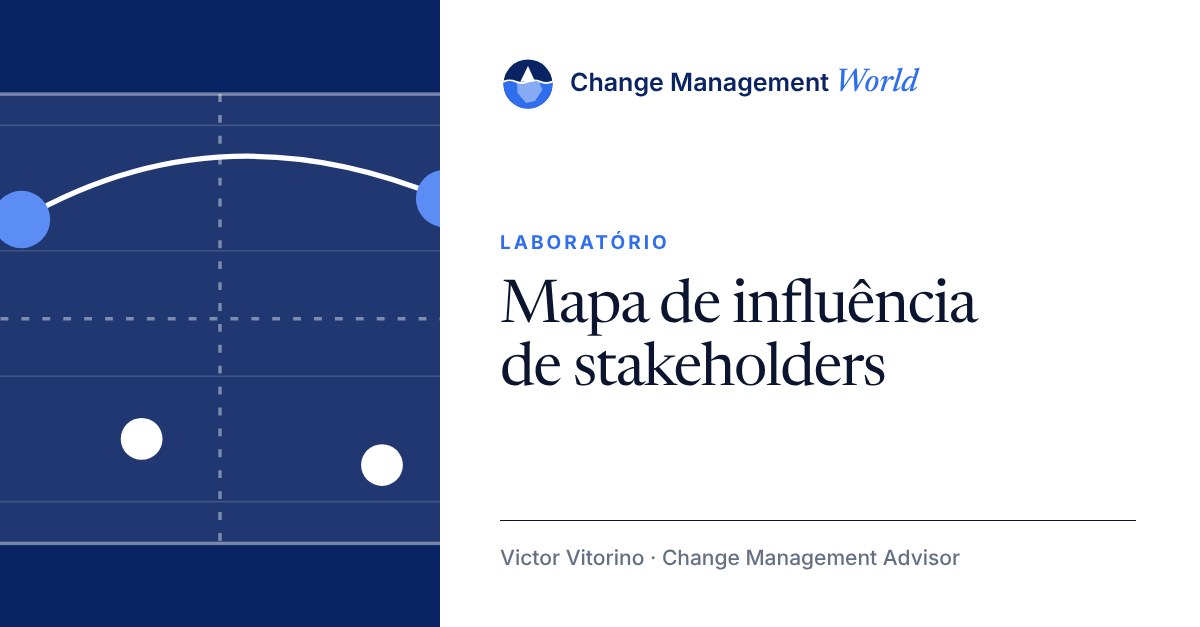 Change Management World
LABORATÓRIO
Mapa de influência
de stakeholders
Victor Vitorino · Change Management Advisor